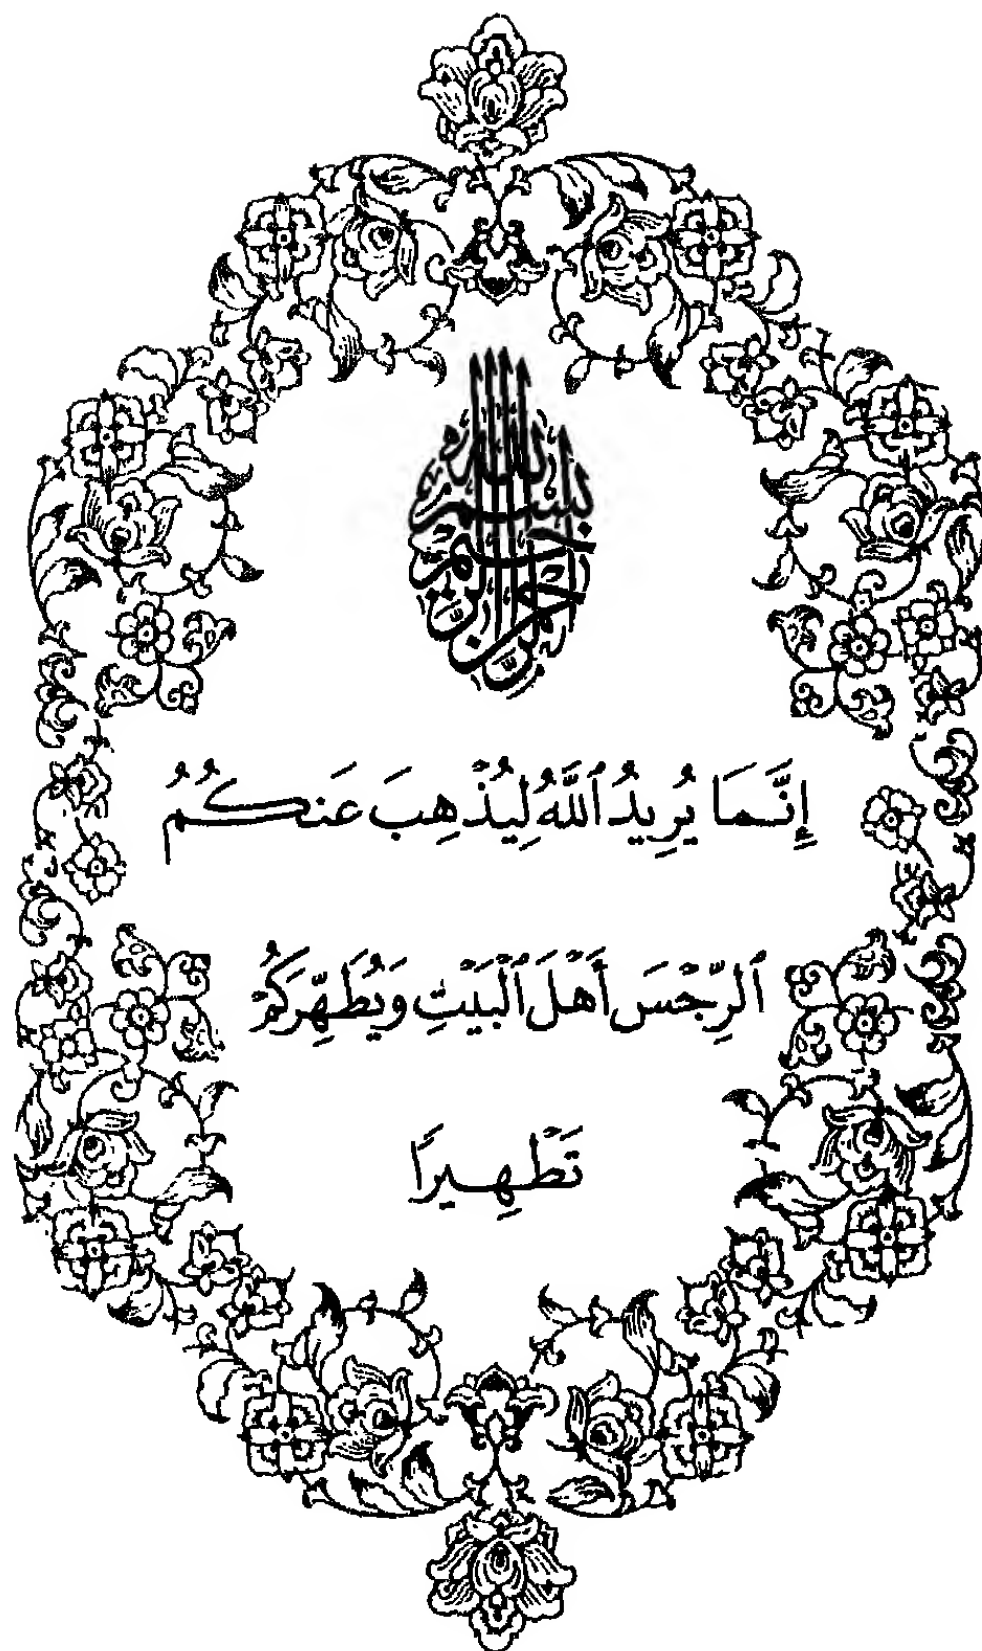 بسم الله الرحمن الرحيم
إِنَّمَا يُرِيدُ ٱللَّهُ لِيُذْهِبَ عَنكُمُ
ٱلرِّجْسَ أَهْلَ ٱلْبَيْتِ وَيُطَهِّرَكُمْ
تَطْهِيرًا